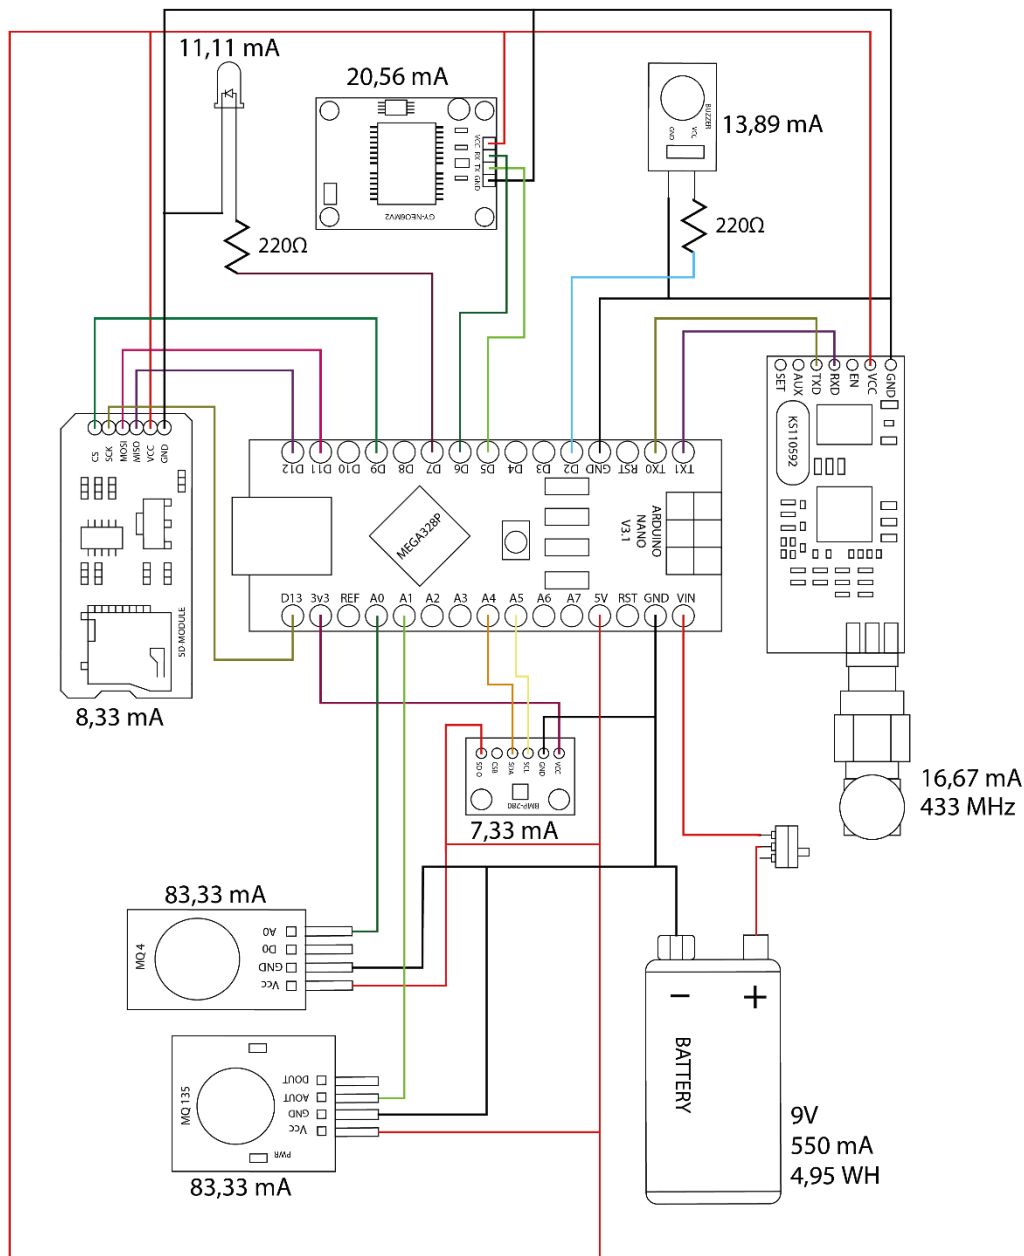 11,11 mA
20,56 mA
VCC
RX
TX
GND
GY-NEO6MV2
BUZZER
GND
VCC
13,89 mA
220Ω
220Ω
SET
AUX
TXD
RXD
EN
VCC
GND
KS110592
CS
SCK
MOSI
MISO
VCC
GND
SD MODULE
8,33 mA
D12
D11
D10
D9
D8
D7
D6
D5
D4
D3
D2
GND
RST
TX0
TX1
MEGA328P
ARDUINO
NANO
V3.1
D13
3v3
REF
A0
A1
A2
A3
A4
A5
A6
A7
5V
RST
GND
VIN
SD
O
CSB
SDA
SCL
GND
VCC
BMP-280
7,33 mA
16,67 mA
433 MHz
83,33 mA
MQ 4
A0
D0
GND
Vcc
MQ 135
DOUT
AOUT
GND
Vcc
PWR
83,33 mA
− +
BATTERY
9V
550 mA
4,95 WH